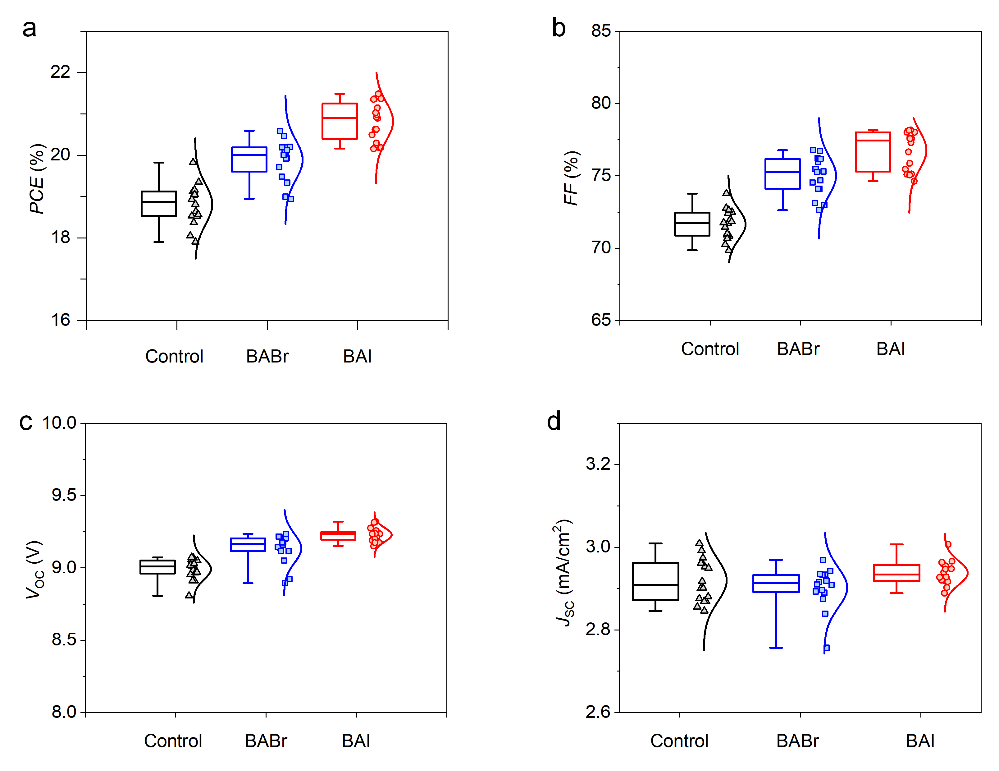 a
22
20
18
16
PCE (%)
Control BABr BAI
b
85
80
75
70
65
FF (%)
Control BABr BAI
c
10.0
9.5
9.0
8.5
8.0
VOC (V)
Control BABr BAI
d
3.2
3.0
2.8
2.6
JSC (mA/cm2)
Control BABr BAI